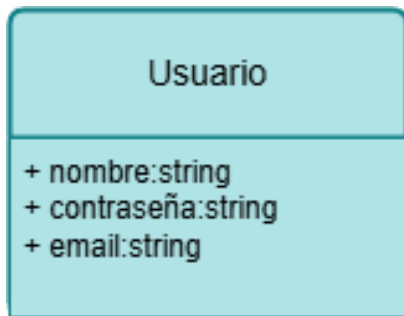 Usuario
+ nombre:string
+ contraseña:string
+ email:string